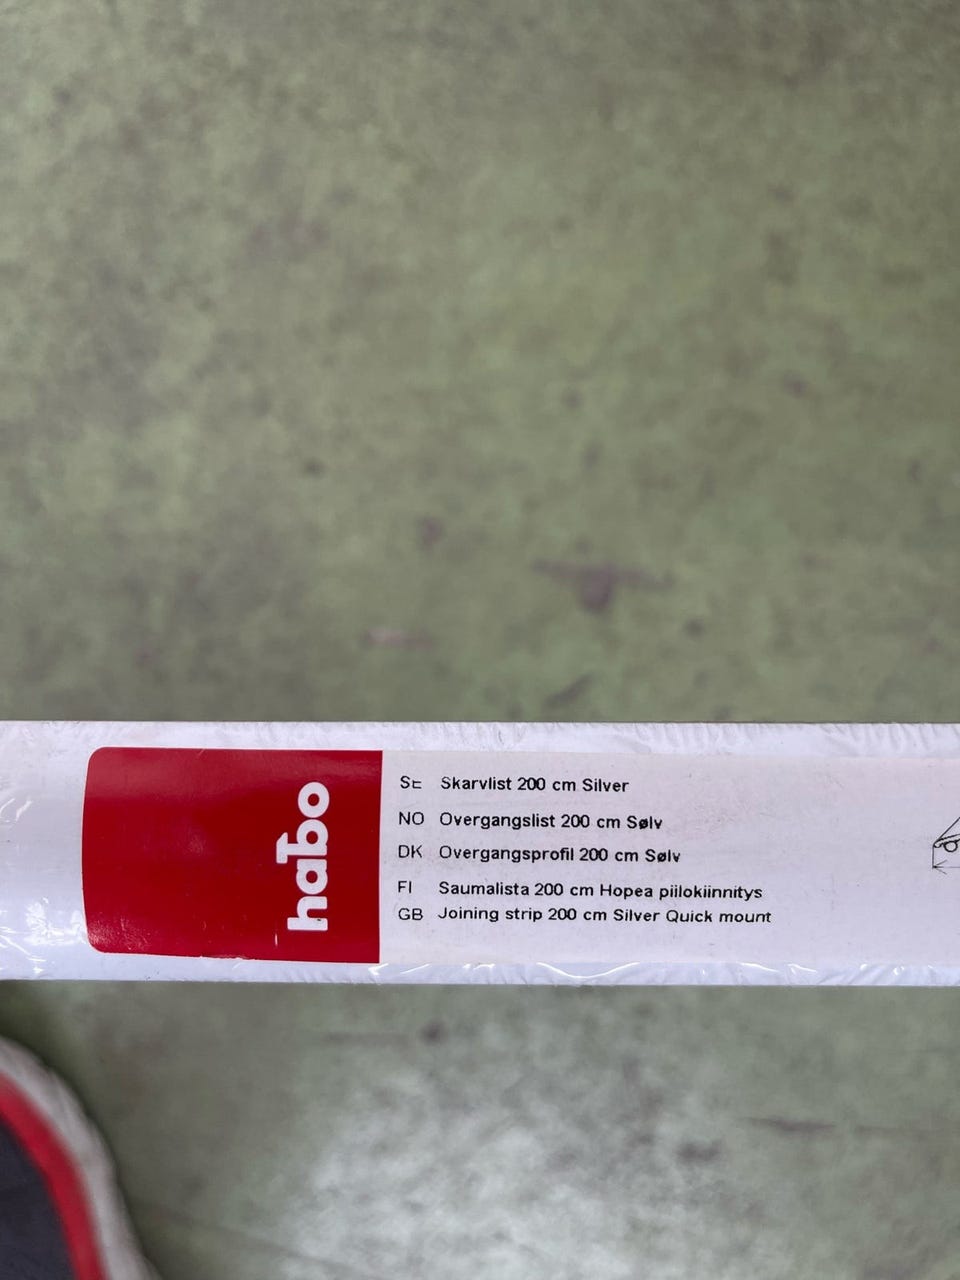 habo
SE Skarvlist 200 cm Silver
NO Overgangslist 200 cm Sølv
DK Overgangsprofil 200 cm Sølv
FI Saumalista 200 cm Hopea piilokiinnitys
GB Joining strip 200 cm Silver Quick mount